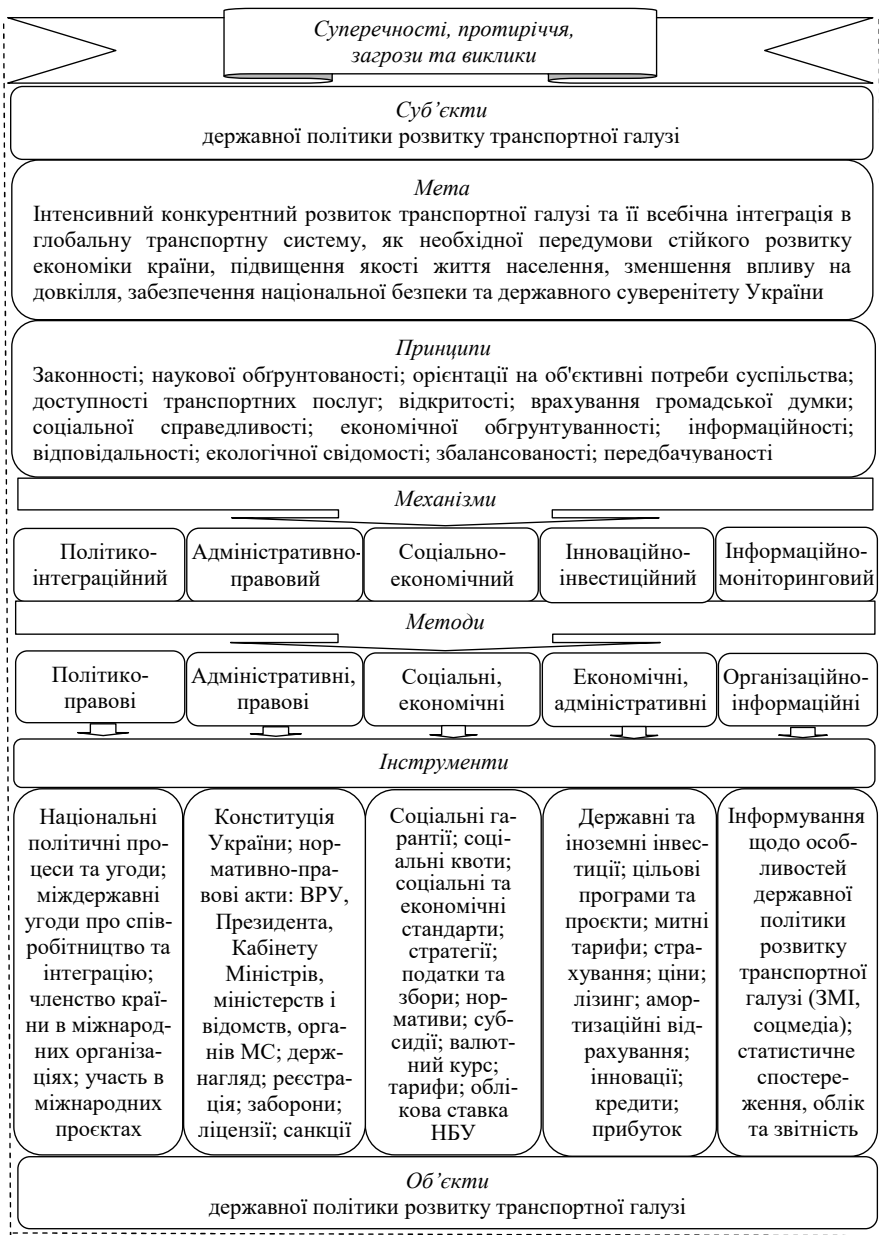 Суперечності, протиріччя,
загрози та виклики
Суб’єкти
державної політики розвитку транспортної галузі
Мета
Інтенсивний конкурентний розвиток транспортної галузі та її всебічна інтеграція в
глобальну транспортну систему, як необхідної передумови стійкого розвитку
економіки країни, підвищення якості життя населення, зменшення впливу на
довкілля, забезпечення національної безпеки та державного суверенітету України
Принципи
Законності; наукової обґрунтованості; орієнтації на об'єктивні потреби суспільства;
доступності транспортних послуг; відкритості; врахування громадської думки;
соціальної справедливості; економічної обгрунтуванності; інформаційності;
відповідальності; екологічної свідомості; збалансованості; передбачуваності
Механізми
Політико-
інтеграційний
Адміністративно-
правовий
Соціально-
економічний
Інноваційно-
інвестиційний
Інформаційно-
моніторинговий
Методи
Політико-
правові
Адміністративні,
правові
Соціальні,
економічні
Економічні,
адміністративні
Організаційно-
інформаційні
Інструменти
Національні
політичні про-
цеси та угоди;
міждержавні
угоди про спів-
робітництво та
інтеграцію;
членство краї-
ни в міжнарод-
них організа-
ціях; участь в
міжнародних
проєктах
Конституція
України; нор-
мативно-пра-
вові акти: ВРУ,
Президента,
Кабінету
Міністрів,
міністерств і
відомств, орга-
нів МС; держ-
нагляд; реєстра-
ція; заборони;
ліцензії; санкції
Соціальні га-
рантії; соці-
альні квоти;
соціальні та
економічні
стандарти;
стратегії;
податки та
збори; нор-
мативи; суб-
сидії; валют-
ний курс;
тарифи; облі-
кова ставка
НБУ
Державні та
іноземні інвес-
тиції; цільові
програми та
проєкти; митні
тарифи; стра-
хування; ціни;
лізинг; амор-
тизаційні від-
рахування;
інновації;
кредити;
прибуток
Інформування
щодо особ-
ливостей
державної
політики
розвитку
транспортної
галузі (ЗМІ,
соцмедіа);
статистичне
спостере-
ження, облік
та звітність
Об’єкти
державної політики розвитку транспортної галузі